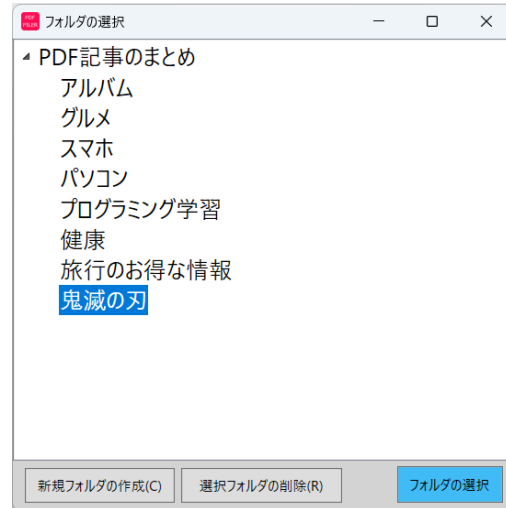 PDF FILER フォルダの選択
PDF記事のまとめ
アルバム
グルメ
スマホ
パソコン
プログラミング学習
健康
旅行のお得な情報
鬼滅の刃
新規フォルダの作成(C) 選択フォルダの削除(R) フォルダの選択